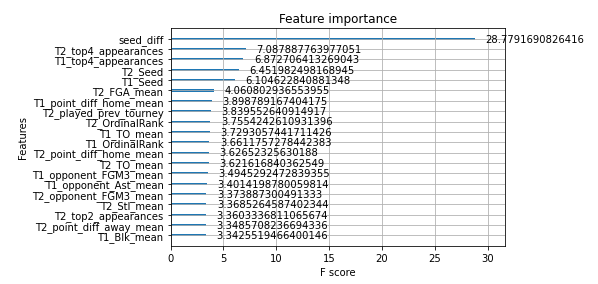 Feature importance
seed_diff 28.7791690826416
T2_top4_appearances 7.087887763977051
T1_top4_appearances 6.872706413269043
T2_Seed 6.451982498168945
T1_Seed 6.104622840881348
T2_FGA_mean 4.060802936553955
T1_point_diff_home_mean 3.898789167404175
T2_played_prev_tourney 3.839552640914917
T2_OrdinalRank 3.7554242610931396
T1_TO_mean 3.7293057441711426
T1_OrdinalRank 3.6611757278442383
T2_point_diff_home_mean 3.62652325630188
T2_TO_mean 3.621616840362549
T1_opponent_FGM3_mean 3.4945292472839355
T1_opponent_Ast_mean 3.4014198780059814
T2_opponent_FGM3_mean 3.373887300491333
T2_Stl_mean 3.3685264587402344
T2_top2_appearances 3.3603336811065674
T2_point_diff_away_mean 3.3485708236694336
T1_Blk_mean 3.3425519466400146
Features
0 5 10 15 20 25 30
F score